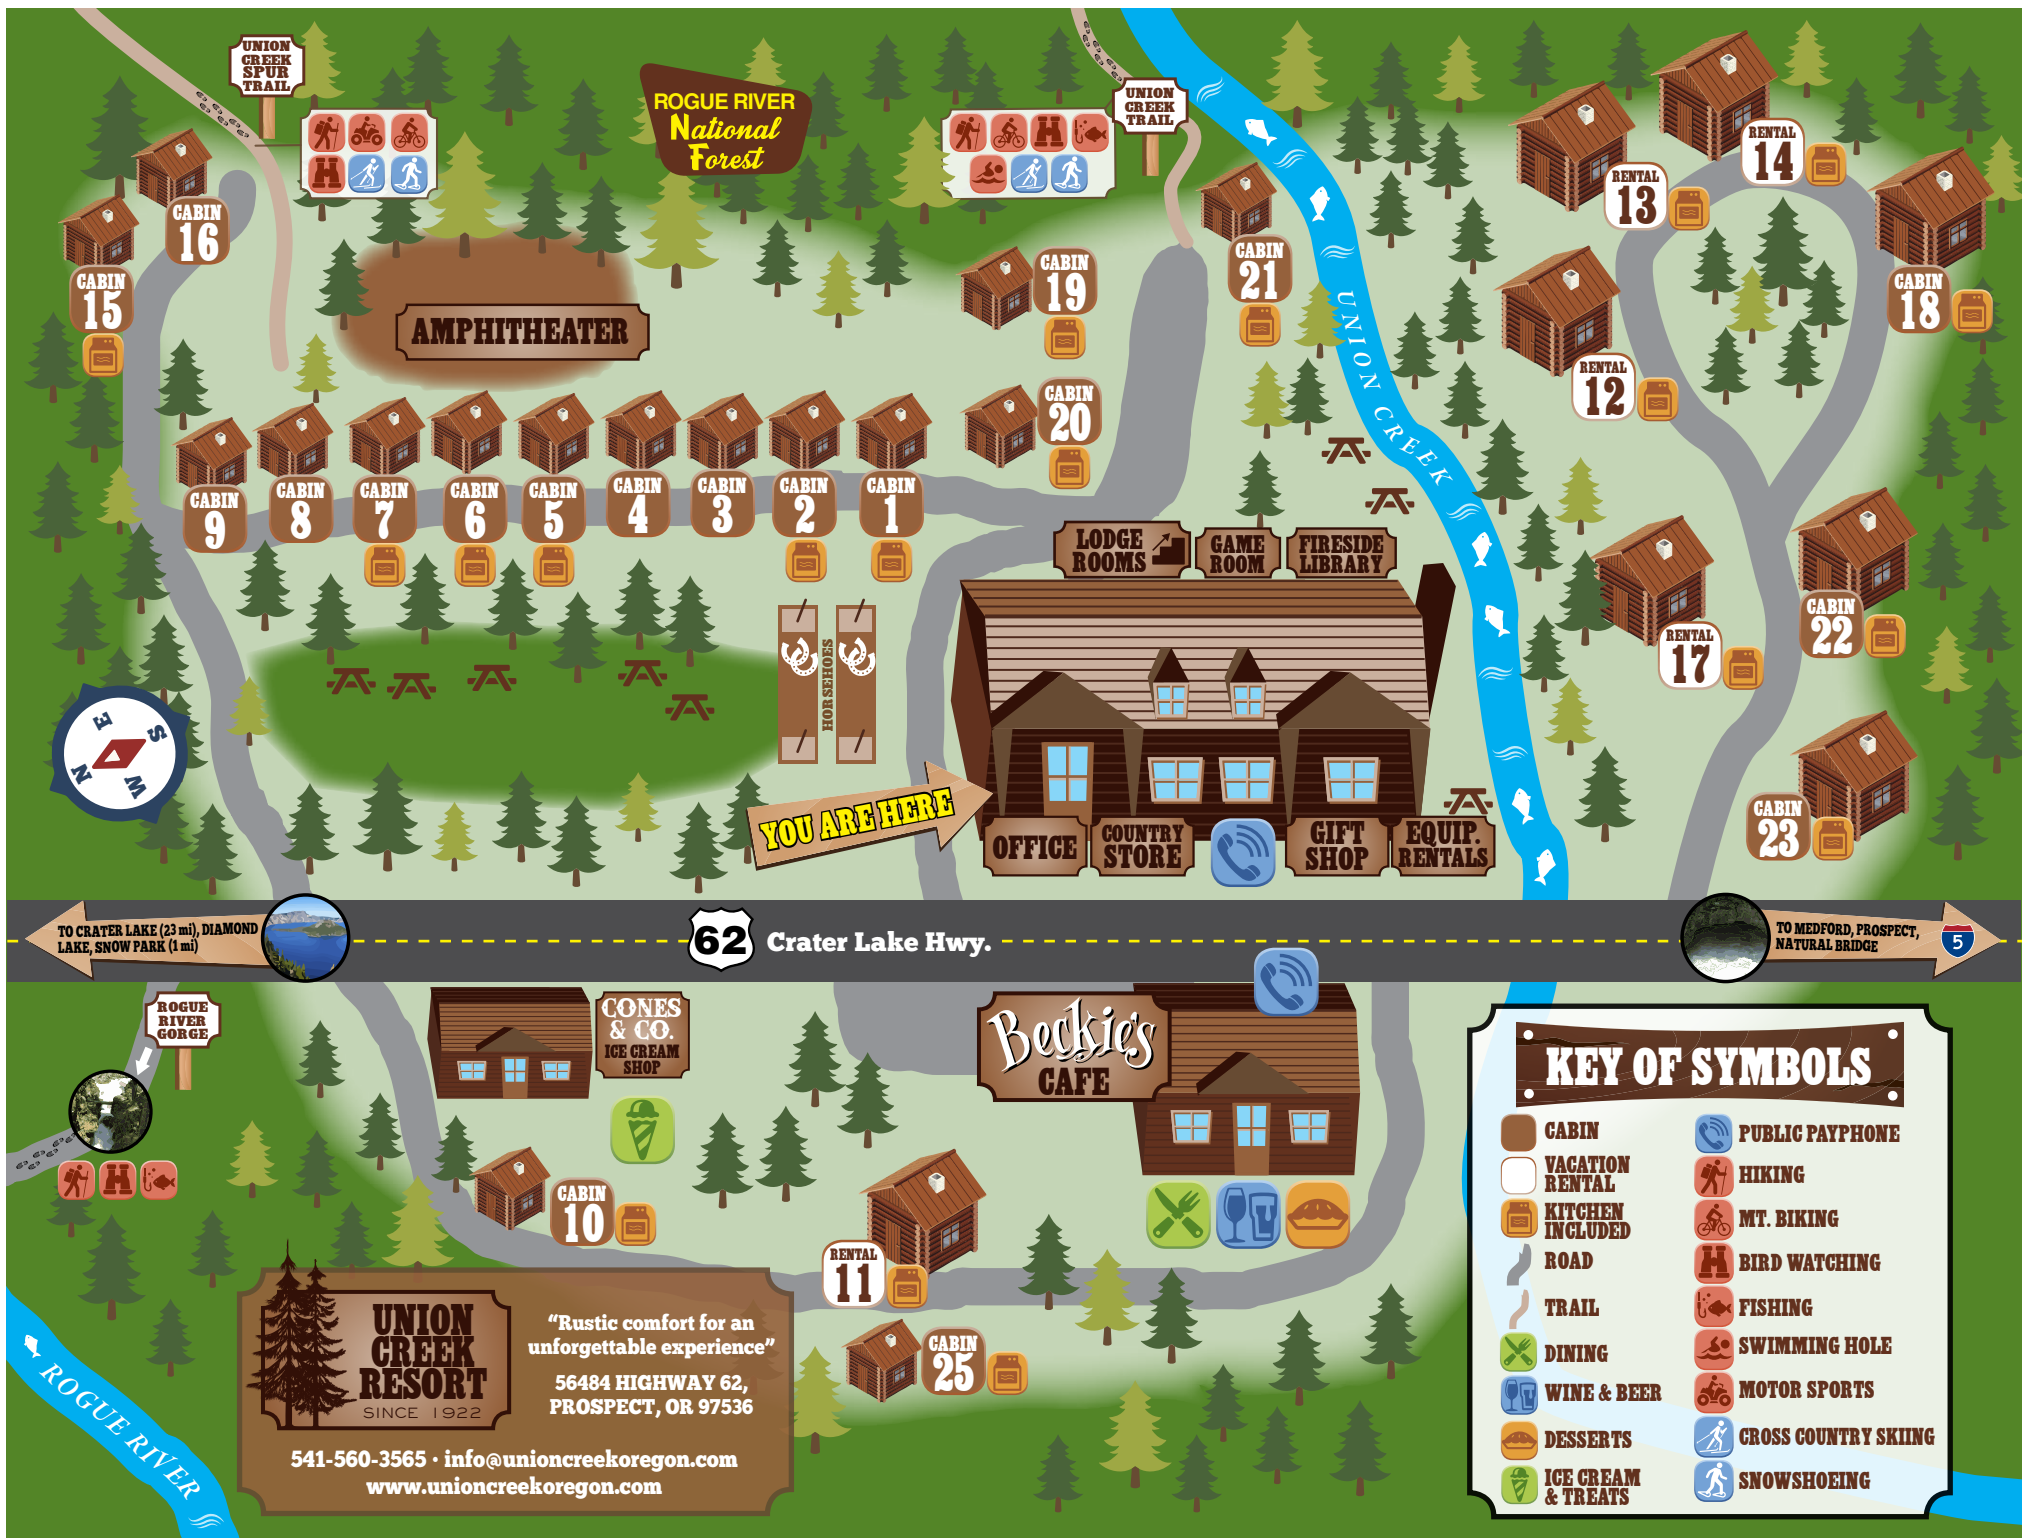 UNION
CREEK
SPUR
TRAIL
ROGUE RIVER
National
Forest
UNION
CREEK
TRAIL
RENTAL
14
RENTAL
13
CABIN
16
CABIN
15
CABIN
19
CABIN
21
CABIN
18
AMPHITHEATER
UNION CREEK
RENTAL
12
CABIN
20
CABIN
9
CABIN
8
CABIN
7
CABIN
6
CABIN
5
CABIN
4
CABIN
3
CABIN
2
CABIN
1
LODGE
ROOMS
GAME
ROOM
FIRESIDE
LIBRARY
CABIN
22
RENTAL
17
HORSEHOES
E
S
N
W
YOU ARE HERE
OFFICE
COUNTRY
STORE
GIFT
SHOP
EQUIP.
RENTALS
CABIN
23
TO CRATER LAKE (23 mi), DIAMOND
LAKE, SNOW PARK (1 mi)
62
Crater Lake Hwy.
TO MEDFORD, PROSPECT,
NATURAL BRIDGE
5
ROGUE
RIVER
GORGE
CONES
& CO.
ICE CREAM
SHOP
Beckie's
CAFE
CABIN
10
RENTAL
11
CABIN
25
ROGUE RIVER
UNION
CREEK
RESORT
SINCE 1922
“Rustic comfort for an
unforgettable experience”
56484 HIGHWAY 62,
PROSPECT, OR 97536
541-560-3565 · info@unioncreekoregon.com
www.unioncreekoregon.com
KEY OF SYMBOLS
CABIN
VACATION
RENTAL
KITCHEN
INCLUDED
ROAD
TRAIL
DINING
WINE & BEER
DESSERTS
ICE CREAM
& TREATS
PUBLIC PAYPHONE
HIKING
MT. BIKING
BIRD WATCHING
FISHING
SWIMMING HOLE
MOTOR SPORTS
CROSS COUNTRY SKIING
SNOWSHOEING